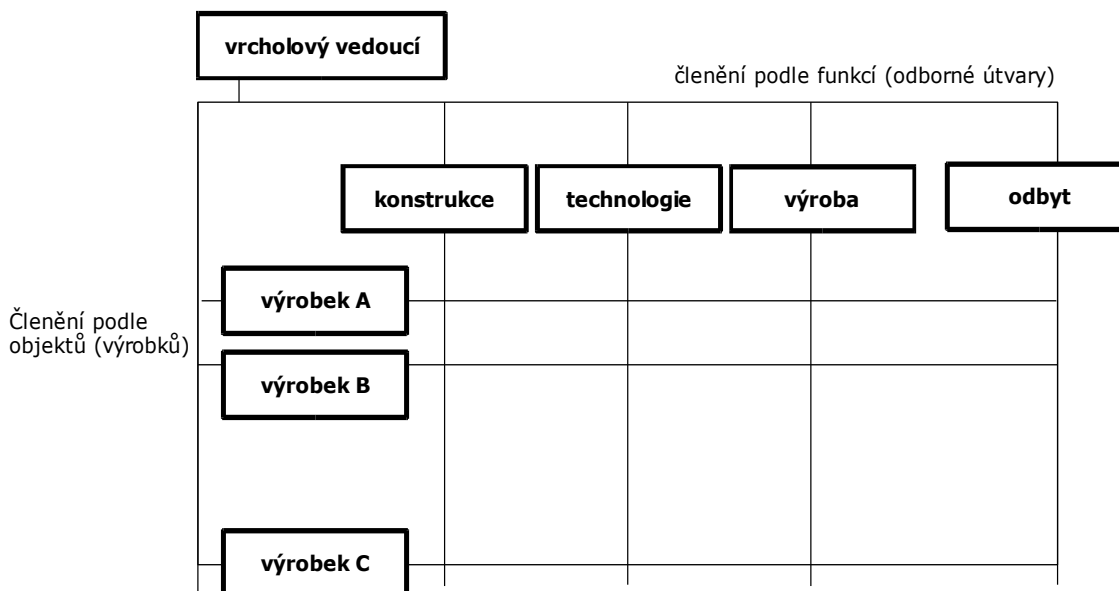 vrcholový vedoucí
členění podle funkcí (odborné útvary)
konstrukce
technologie
výroba
odbyt
výrobek A
Členění podle
objektů (výrobků)
výrobek B
výrobek C